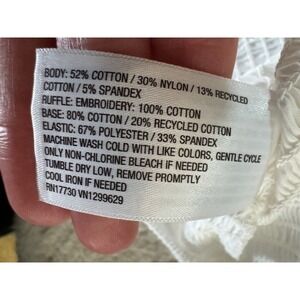 BODY: 52% COTTON / 30% NYLON / 13% RECYCLED
COTTON / 5% SPANDEX
RUFFLE: EMBROIDERY: 100% COTTON
BASE: 80% COTTON / 20% RECYCLED COTTON
ELASTIC: 67% POLYESTER / 33% SPANDEX
MACHINE WASH COLD WITH LIKE COLORS, GENTLE CYCLE
ONLY NON-CHLORINE BLEACH IF NEEDED
TUMBLE DRY LOW, REMOVE PROMPTLY
COOL IRON IF NEEDED
RN17730 VN1299629